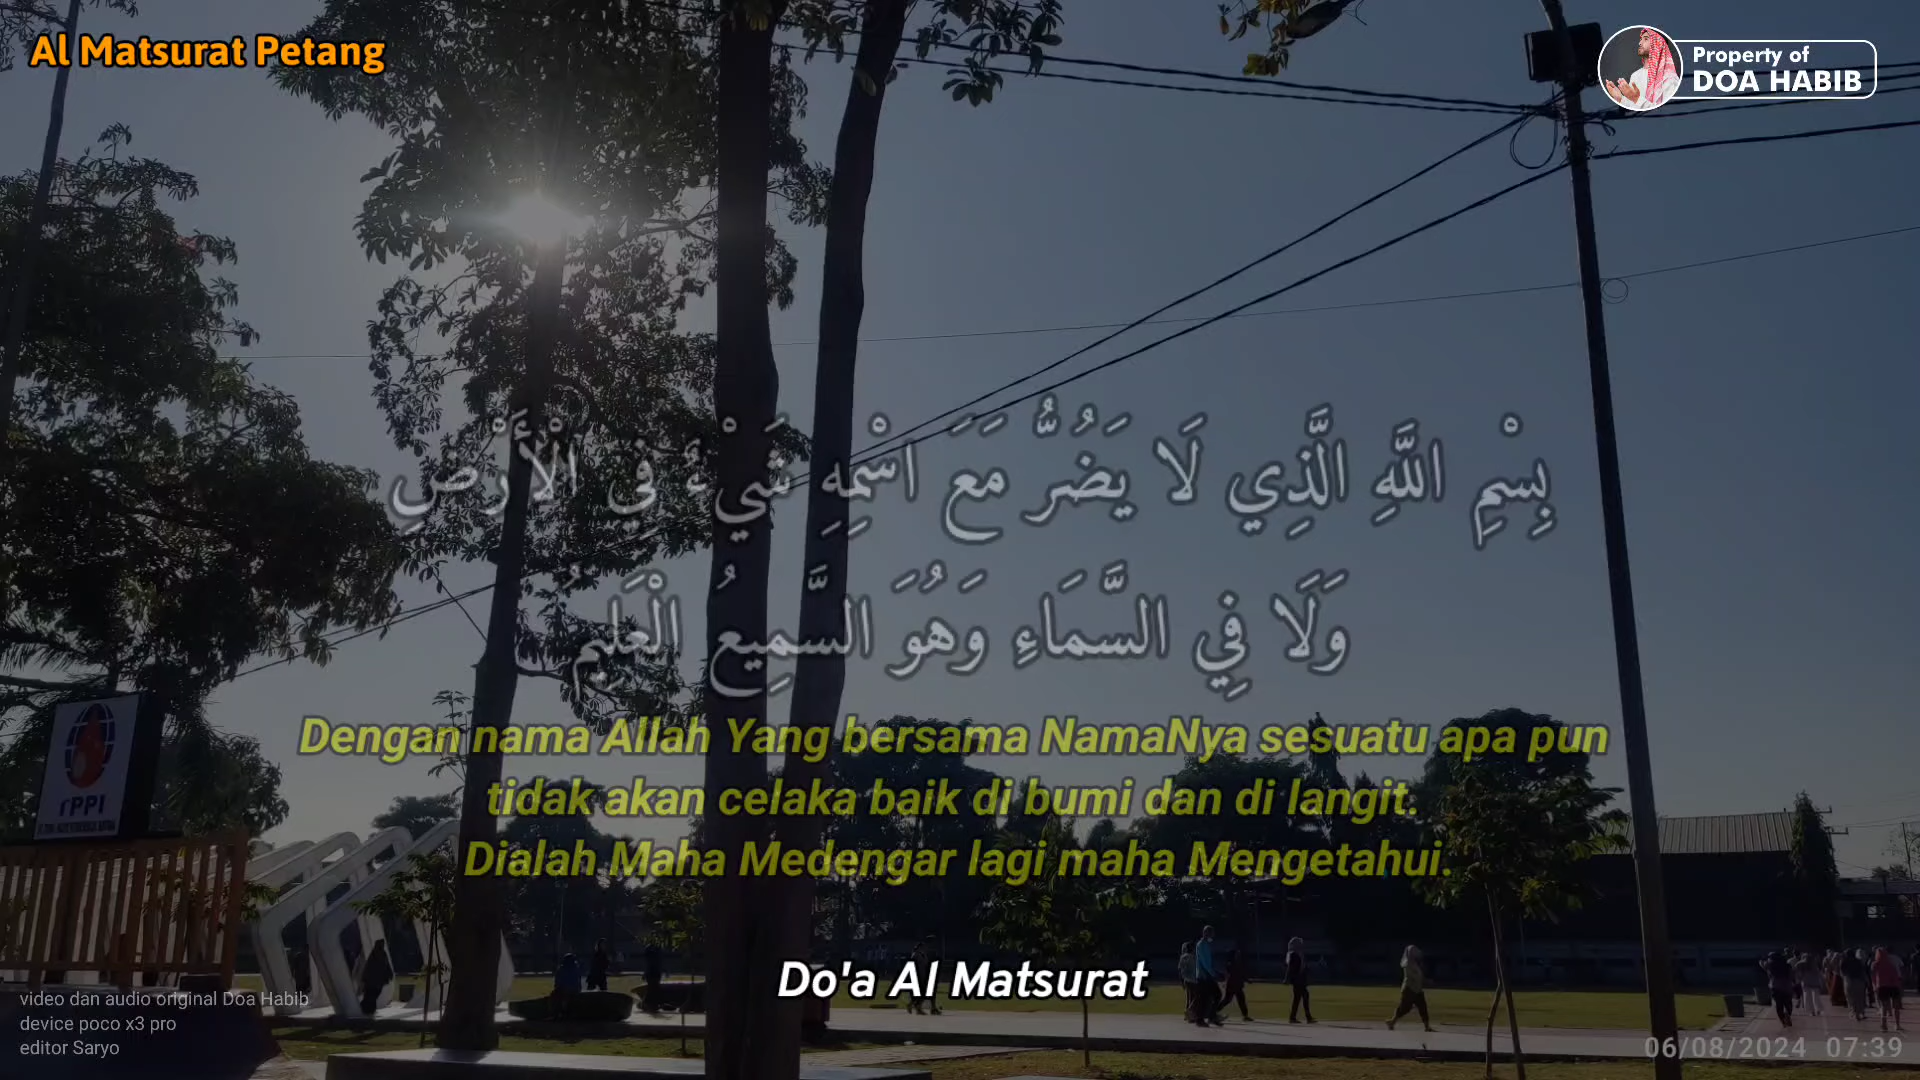 Al Matsurat Petang
Property of
DOA HABIB
بِسْمِ اللَّهِ الَّذِي لَا يَضُرُّ مَعَ اسْمِهِ شَيْءٌ فِي الْأَرْضِ
وَلَا فِي السَّمَاءِ وَهُوَ السَّمِيعُ الْعَلِيمُ
Dengan nama Allah Yang bersama NamaNya sesuatu apa pun
tidak akan celaka baik di bumi dan di langit.
Dialah Maha Medengar lagi maha Mengetahui.
rPPI
Do'a Al Matsurat
video dan audio original Doa Habib
device poco x3 pro
editor Saryo
06/08/2024 07:39